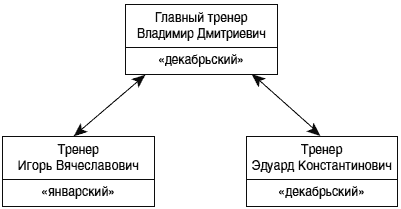 Главный тренер
Владимир Дмитриевич
«декабрьский»
Тренер
Игорь Вячеславович
«январский»
Тренер
Эдуард Константинович
«декабрьский»